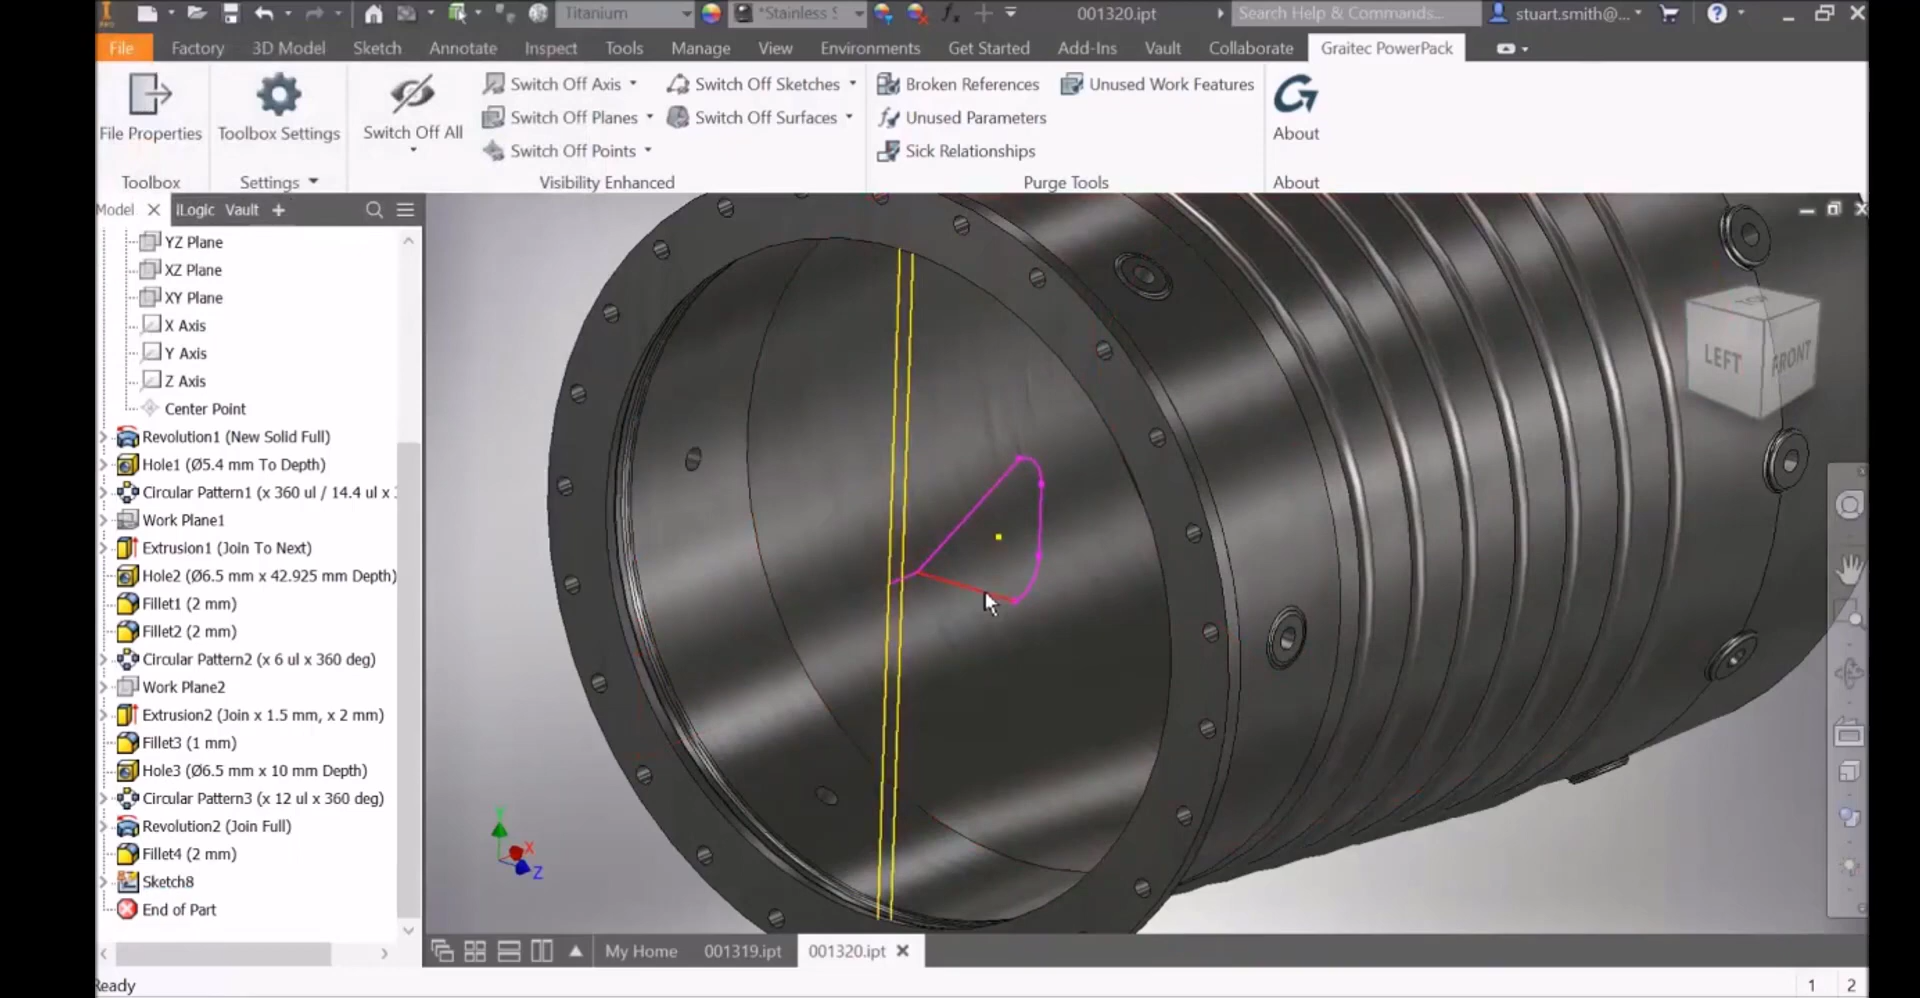 PRO
Titanium
*Stainless S
001320.ipt
Search Help & Commands...
stuart.smith@...
File
Factory
3D Model
Sketch
Annotate
Inspect
Tools
Manage
View
Environments
Get Started
Add-Ins
Vault
Collaborate
Graitec PowerPack
File Properties
Toolbox Settings
Switch Off All
Switch Off Axis
Switch Off Planes
Switch Off Points
Switch Off Sketches
Switch Off Surfaces
Broken References
Unused Parameters
Sick Relationships
Unused Work Features
About
Toolbox
Settings
Visibility Enhanced
Purge Tools
About
Model
iLogic
Vault
YZ Plane
XZ Plane
XY Plane
X Axis
Y Axis
Z Axis
Center Point
Revolution1 (New Solid Full)
Hole1 (Ø5.4 mm To Depth)
Circular Pattern1 (x 360 ul / 14.4 ul x
Work Plane1
Extrusion1 (Join To Next)
Hole2 (Ø6.5 mm x 42.925 mm Depth)
Fillet1 (2 mm)
Fillet2 (2 mm)
Circular Pattern2 (x 6 ul x 360 deg)
Work Plane2
Extrusion2 (Join x 1.5 mm, x 2 mm)
Fillet3 (1 mm)
Hole3 (Ø6.5 mm x 10 mm Depth)
Circular Pattern3 (x 12 ul x 360 deg)
Revolution2 (Join Full)
Fillet4 (2 mm)
Sketch8
End of Part
TOP
LEFT
FRONT
Y
X
Z
My Home
001319.ipt
001320.ipt
Ready
1
2